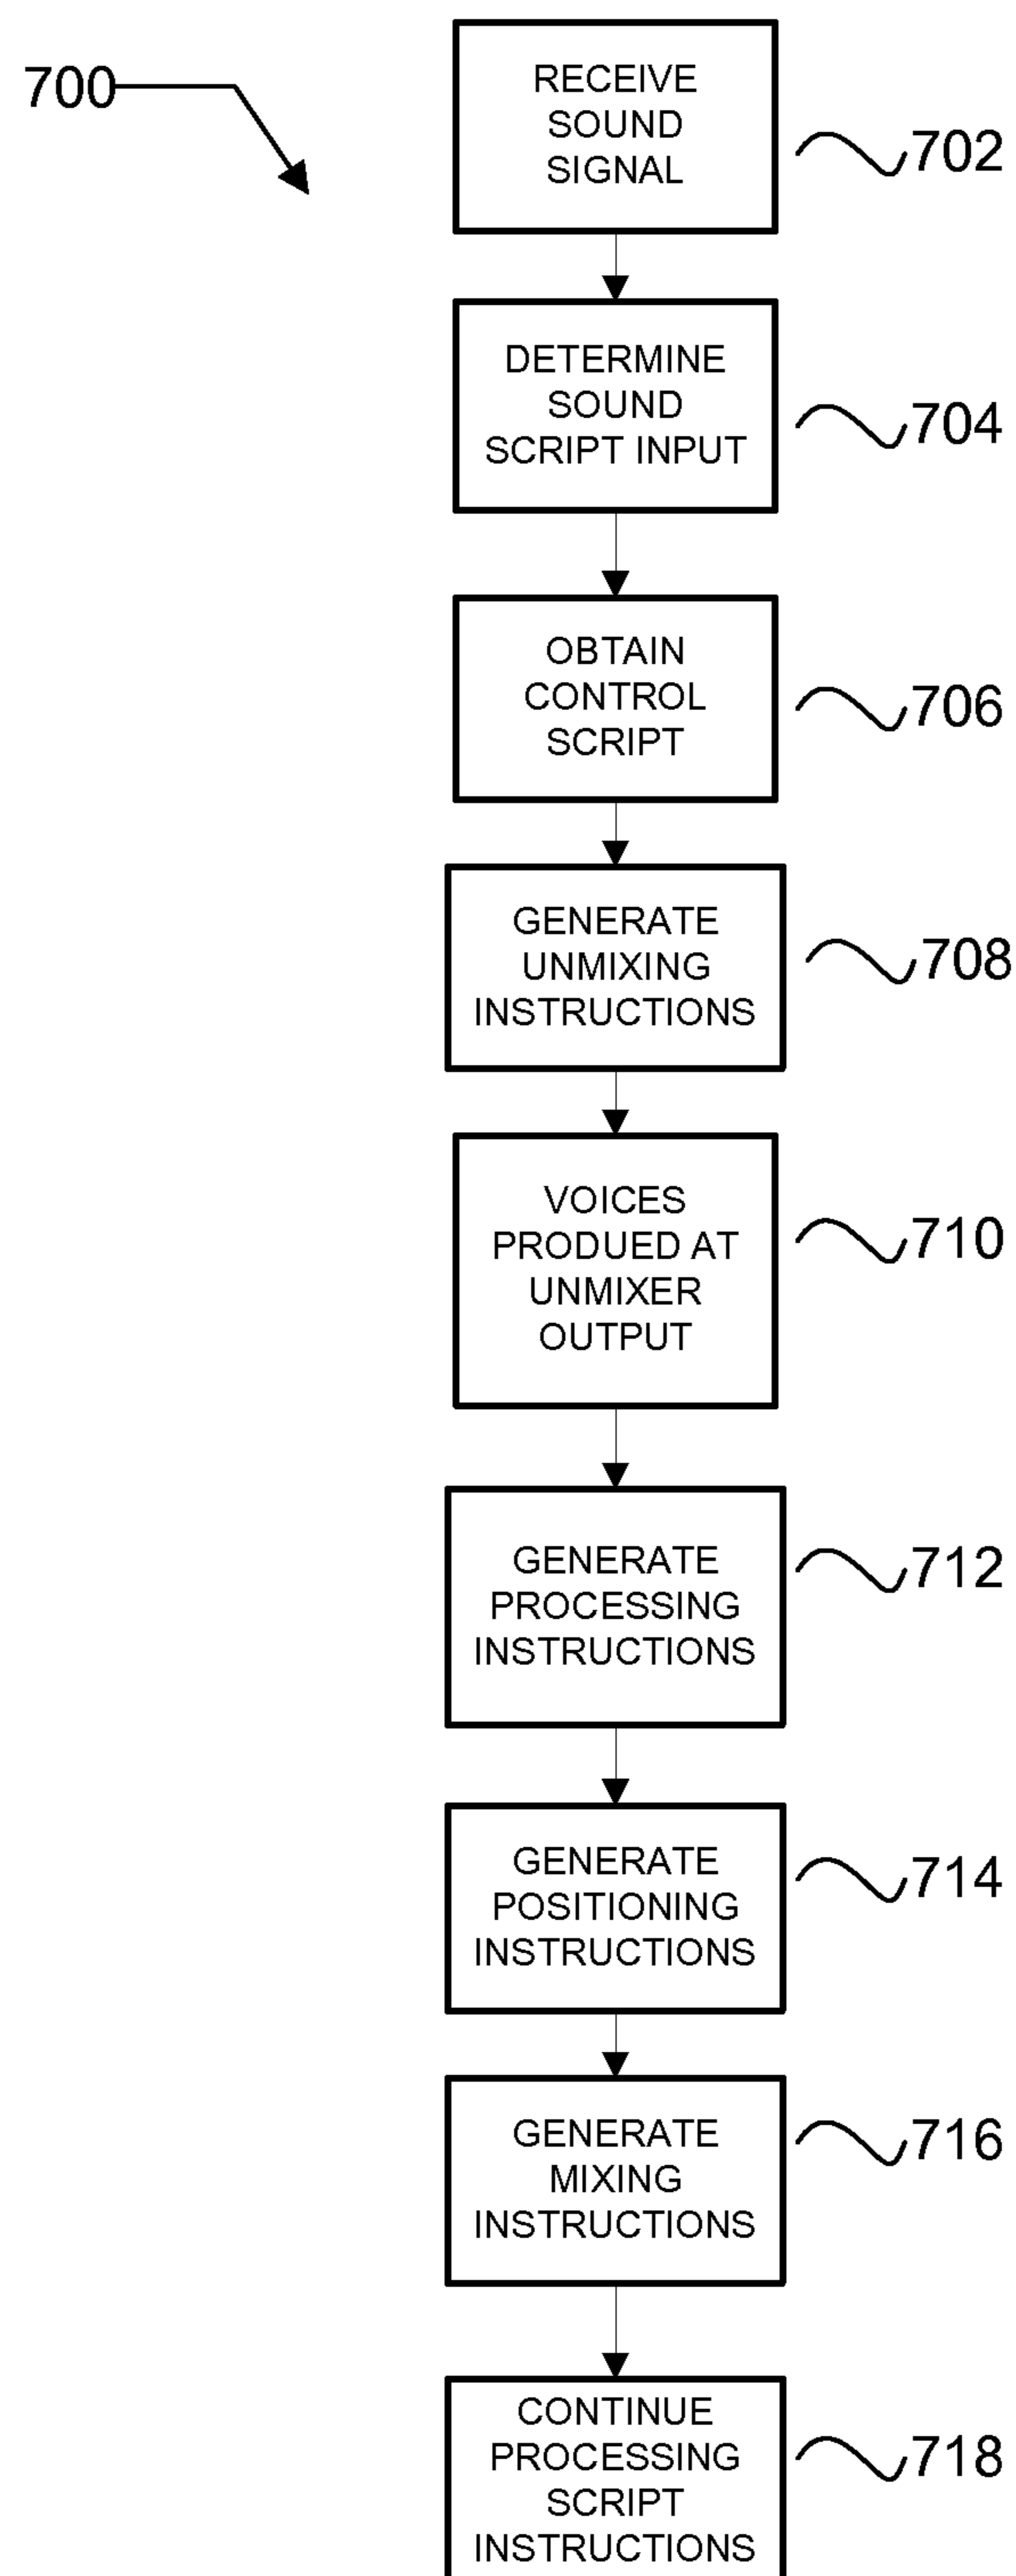 700
RECEIVE
SOUND
SIGNAL
702
DETERMINE
SOUND
SCRIPT INPUT
704
OBTAIN
CONTROL
SCRIPT
706
GENERATE
UNMIXING
INSTRUCTIONS
708
VOICES
PRODUED AT
UNMIXER
OUTPUT
710
GENERATE
PROCESSING
INSTRUCTIONS
712
GENERATE
POSITIONING
INSTRUCTIONS
714
GENERATE
MIXING
INSTRUCTIONS
716
CONTINUE
PROCESSING
SCRIPT
INSTRUCTIONS
718